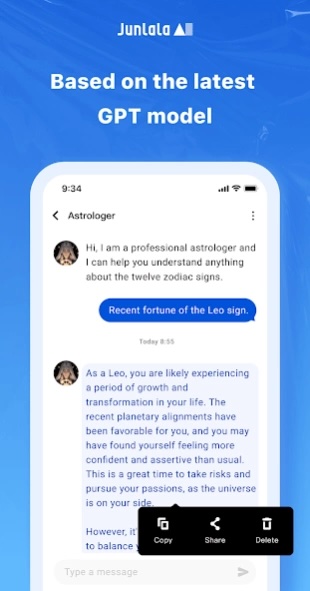 Junlala AI
Based on the latest
GPT model
9:34
Astrologer
Hi, I am a professional astrologer and
I can help you understand anything
about the twelve zodiac signs.
Recent fortune of the Leo sign.
Today 8:55
As a Leo, you are likely experiencing
a period of growth and
transformation in your life. The
recent planetary alignments have
been favorable for you, and you may
have found yourself feeling more
confident and assertive than usual.
This is a great time to take risks and
pursue your passions, as the universe
is on your side.
However, it'
to balance y
Copy
Share
Delete
Type a message